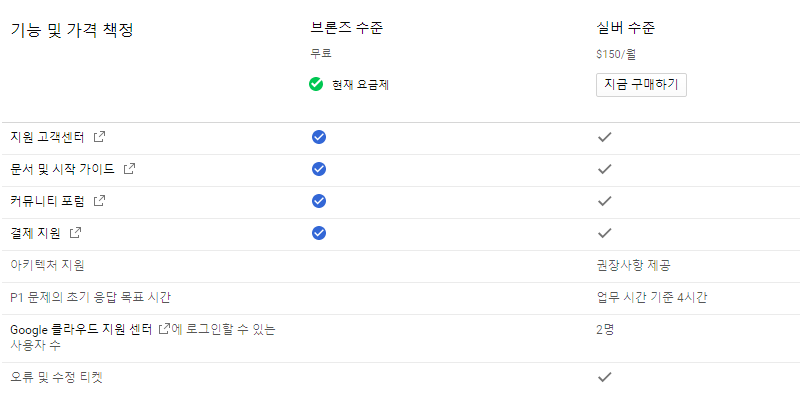 기능 및 가격 책정 브론즈 수준 실버 수준
무료 $150/월
현재 요금제 지금 구매하기
지원 고객센터
문서 및 시작 가이드
커뮤니티 포럼
결제 지원
아키텍처 지원 권장사항 제공
P1 문제의 초기 응답 목표 시간 업무 시간 기준 4시간
Google 클라우드 지원 센터 에 로그인할 수 있는 2명
사용자 수
오류 및 수정 티켓